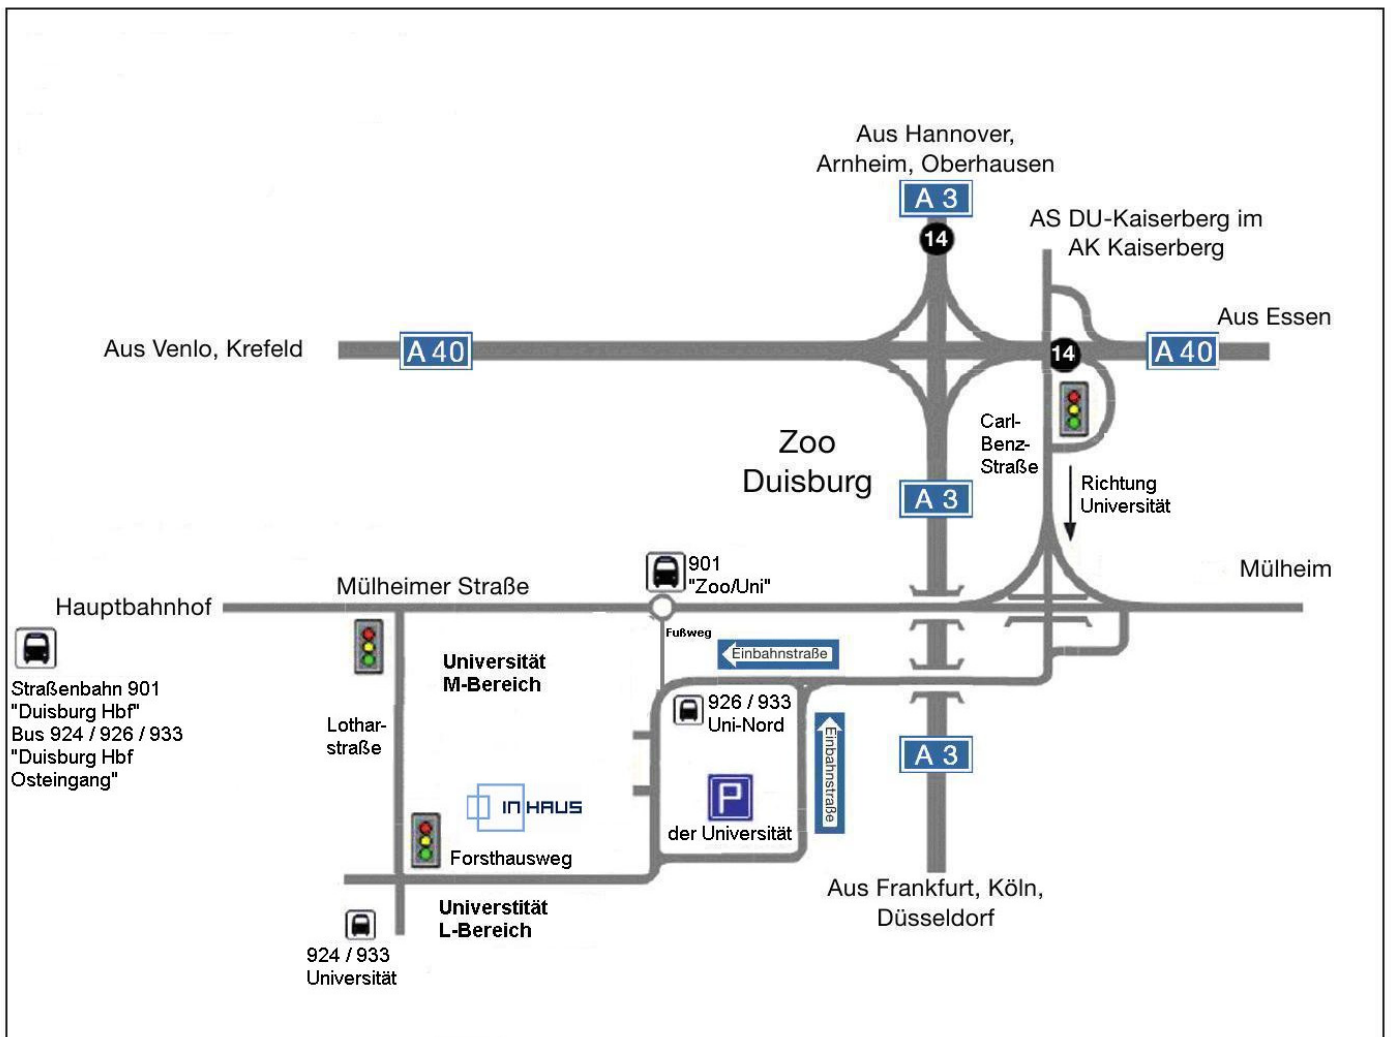 Aus Hannover,
Arnheim, Oberhausen
A 3
14
AS DU-Kaiserberg im
AK Kaiserberg
Aus Essen
Aus Venlo, Krefeld
A 40
14
A 40
Carl-
Benz-
Straße
Zoo
Duisburg
A 3
Richtung
Universität
901
"Zoo/Uni"
Mülheim
Mülheimer Straße
Hauptbahnhof
Fußweg
Einbahnstraße
Straßenbahn 901
"Duisburg Hbf"
Bus 924 / 926 / 933
"Duisburg Hbf
Osteingang"
Universität
M-Bereich
926 / 933
Uni-Nord
Lothar-
straße
Einbahnstraße
A 3
P
der Universität
INHAUS
Forsthausweg
Aus Frankfurt, Köln,
Düsseldorf
Universtität
L-Bereich
924 / 933
Universität